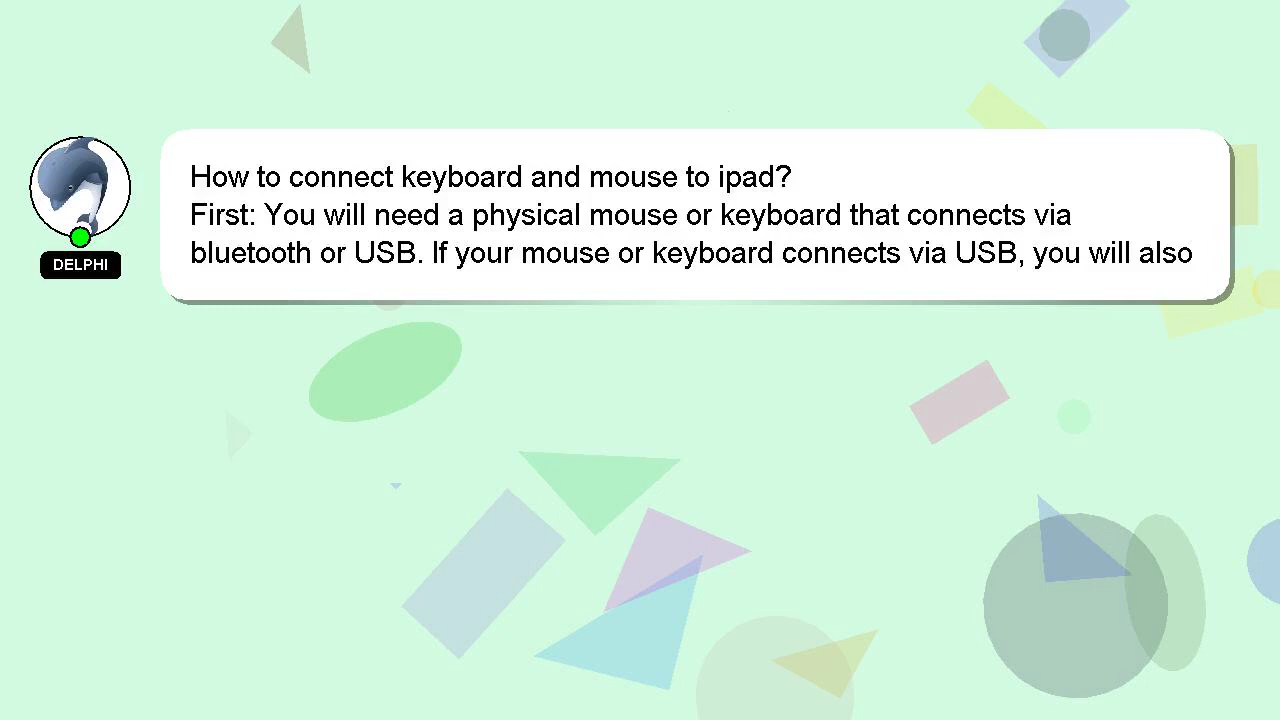 How to connect keyboard and mouse to ipad?
First: You will need a physical mouse or keyboard that connects via
bluetooth or USB. If your mouse or keyboard connects via USB, you will also
DELPHI